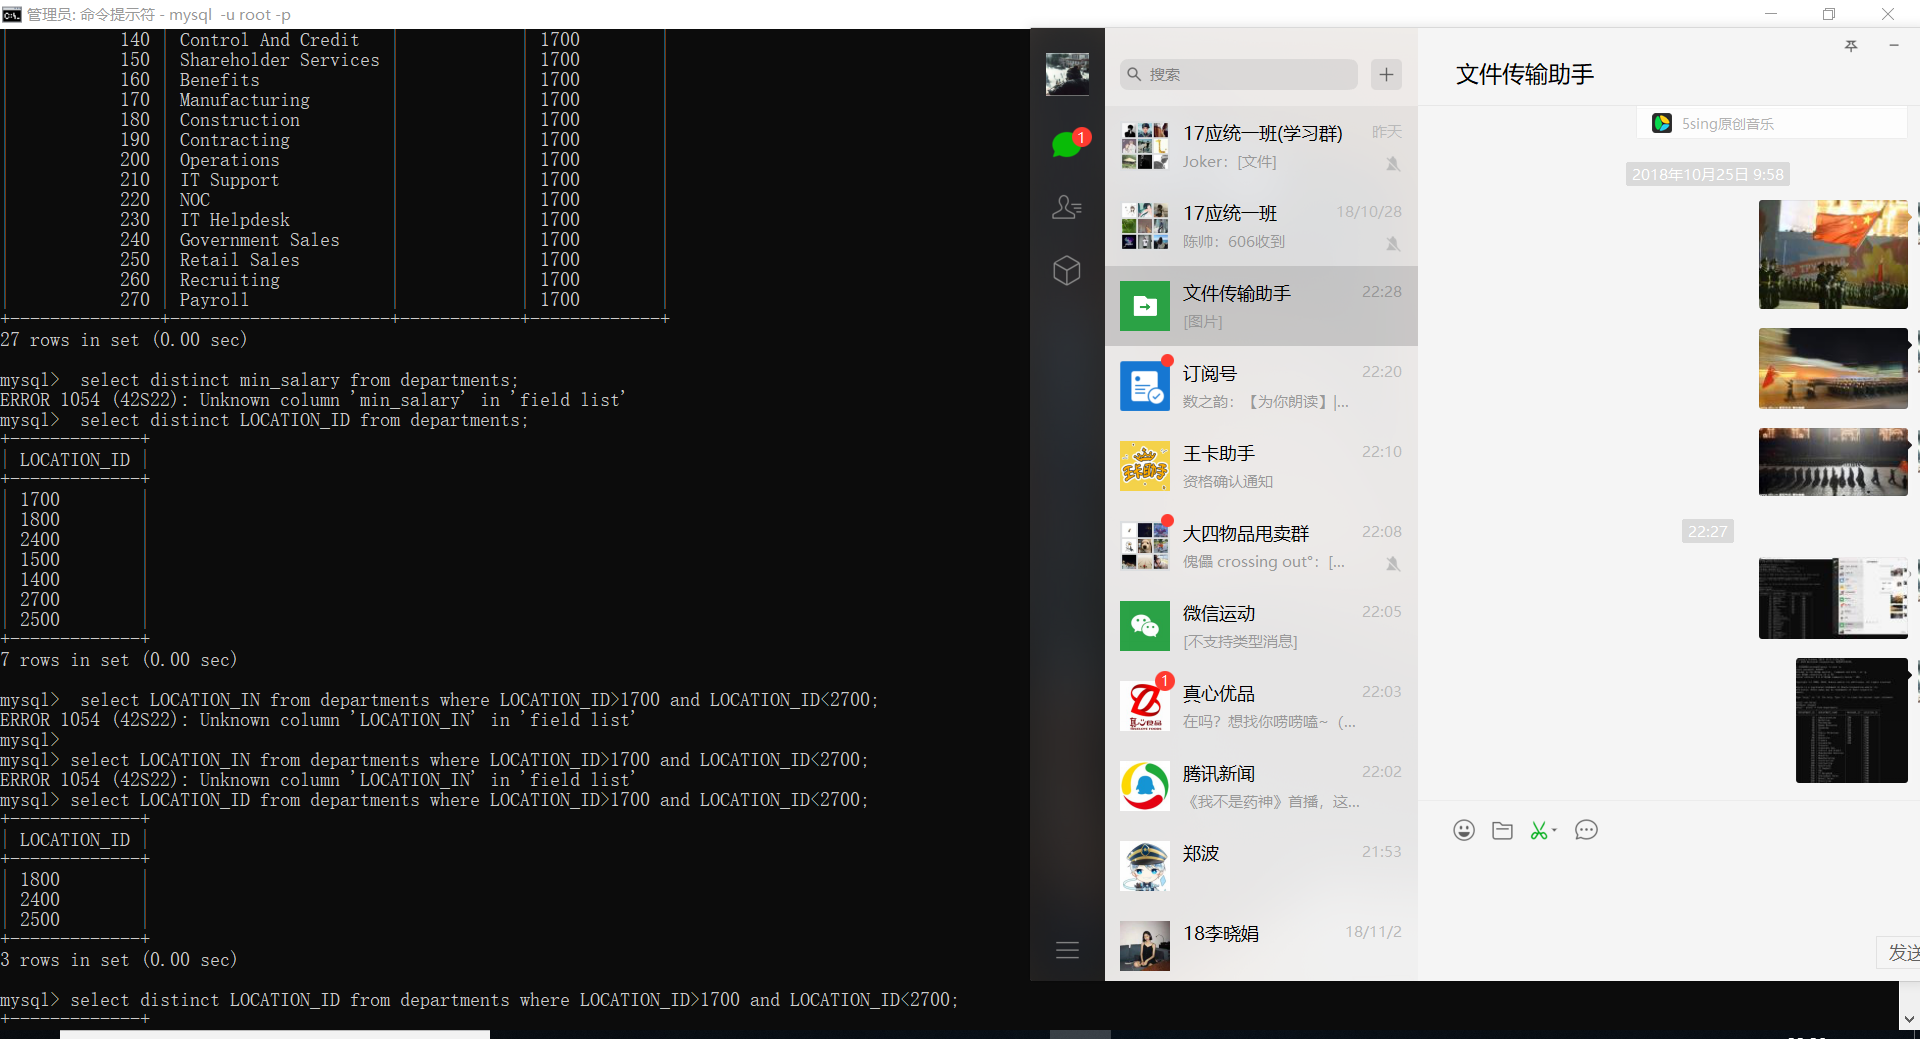 管理员: 命令提示符 - mysql  -u root -p
140 | Control And Credit | | 1700 |
150 | Shareholder Services | | 1700 |
160 | Benefits | | 1700 |
170 | Manufacturing | | 1700 |
180 | Construction | | 1700 |
190 | Contracting | | 1700 |
200 | Operations | | 1700 |
210 | IT Support | | 1700 |
220 | NOC | | 1700 |
230 | IT Helpdesk | | 1700 |
240 | Government Sales | | 1700 |
250 | Retail Sales | | 1700 |
260 | Recruiting | | 1700 |
270 | Payroll | | 1700 |
27 rows in set (0.00 sec)
mysql>  select distinct min_salary from departments;
ERROR 1054 (42S22): Unknown column 'min_salary' in 'field list'
mysql>  select distinct LOCATION_ID from departments;
| LOCATION_ID |
1700
1800
2400
1500
1400
2700
2500
7 rows in set (0.00 sec)
mysql>  select LOCATION_IN from departments where LOCATION_ID>1700 and LOCATION_ID<2700;
ERROR 1054 (42S22): Unknown column 'LOCATION_IN' in 'field list'
mysql>
mysql> select LOCATION_IN from departments where LOCATION_ID>1700 and LOCATION_ID<2700;
ERROR 1054 (42S22): Unknown column 'LOCATION_IN' in 'field list'
mysql> select LOCATION_ID from departments where LOCATION_ID>1700 and LOCATION_ID<2700;
| LOCATION_ID |
1800
2400
2500
3 rows in set (0.00 sec)
mysql> select distinct LOCATION_ID from departments where LOCATION_ID>1700 and LOCATION_ID<2700;
1
搜索
17应统一班(学习群) 昨天
Joker：[文件]
17应统一班 18/10/28
陈帅：606收到
文件传输助手 22:28
[图片]
订阅号 22:20
数之韵：【为你朗读】|...
王卡助手 22:10
王卡助手
资格确认通知
大四物品甩卖群 22:08
傀儡 crossing out°：[...
微信运动 22:05
[不支持类型消息]
1
真心优品 22:03
在吗？想找你唠唠嗑~（...
腾讯新闻 22:02
《我不是药神》首播，这...
郑波 21:53
18李晓娟 18/11/2
文件传输助手
5sing原创音乐
2018年10月25日 9:58
22:27
发送